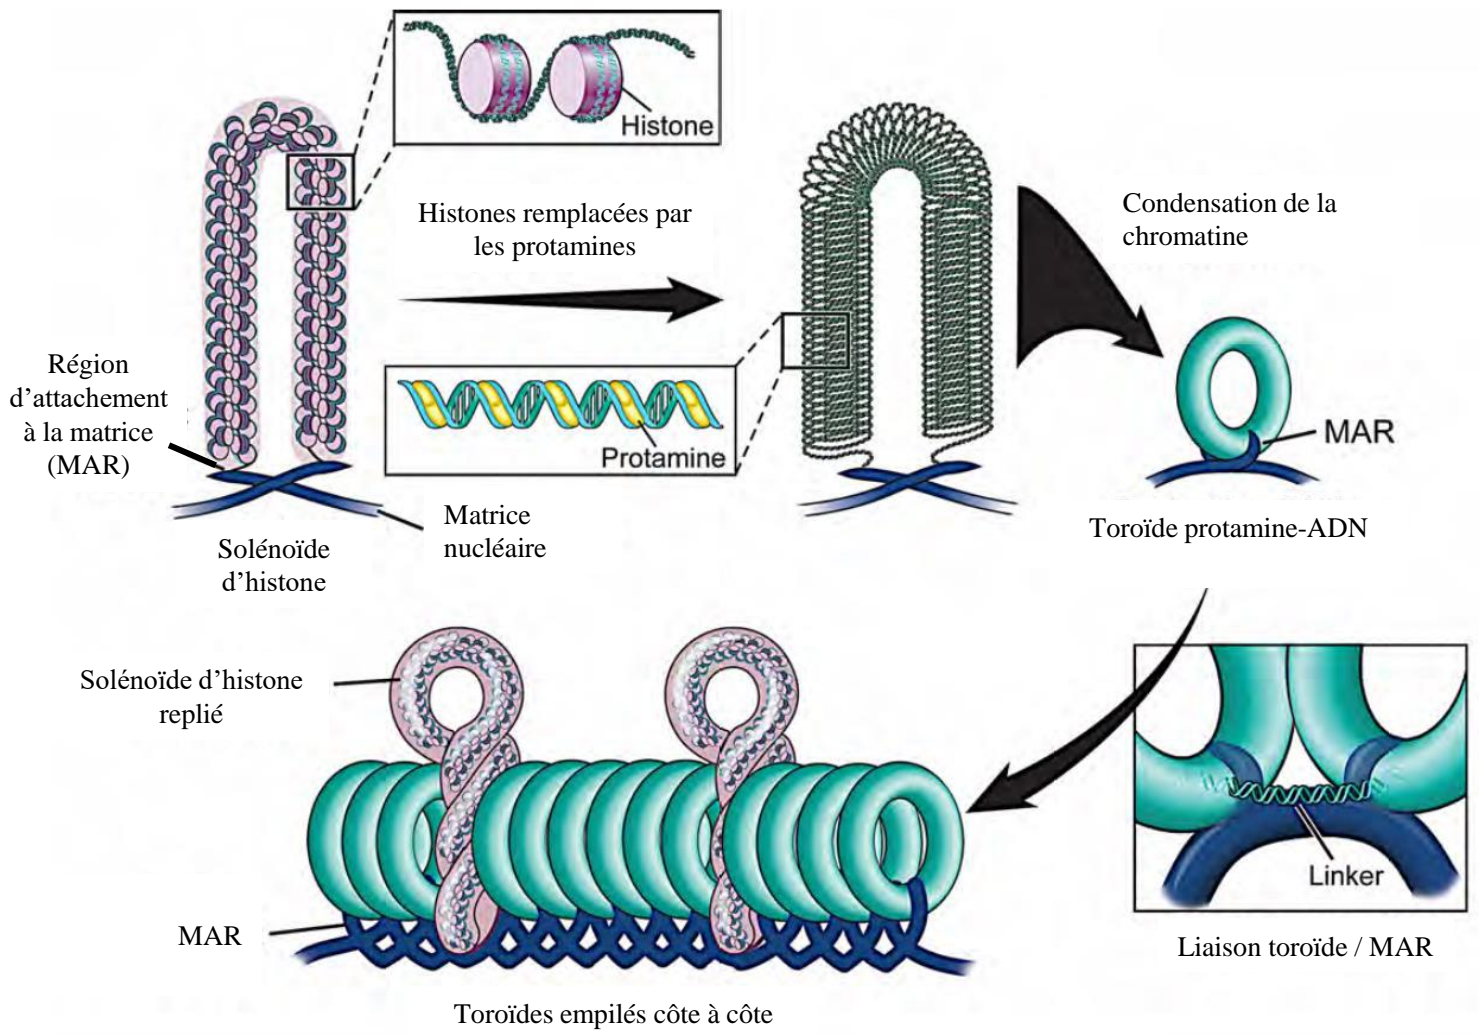 Histone
Histones remplacées par
les protamines
Condensation de la
chromatine
Région
d’attachement
à la matrice
(MAR)
Protamine
MAR
Matrice
nucléaire
Solénoïde
d’histone
Toroïde protamine-ADN
Solénoïde d’histone
replié
Linker
MAR
Liaison toroïde / MAR
Toroïdes empilés côte à côte